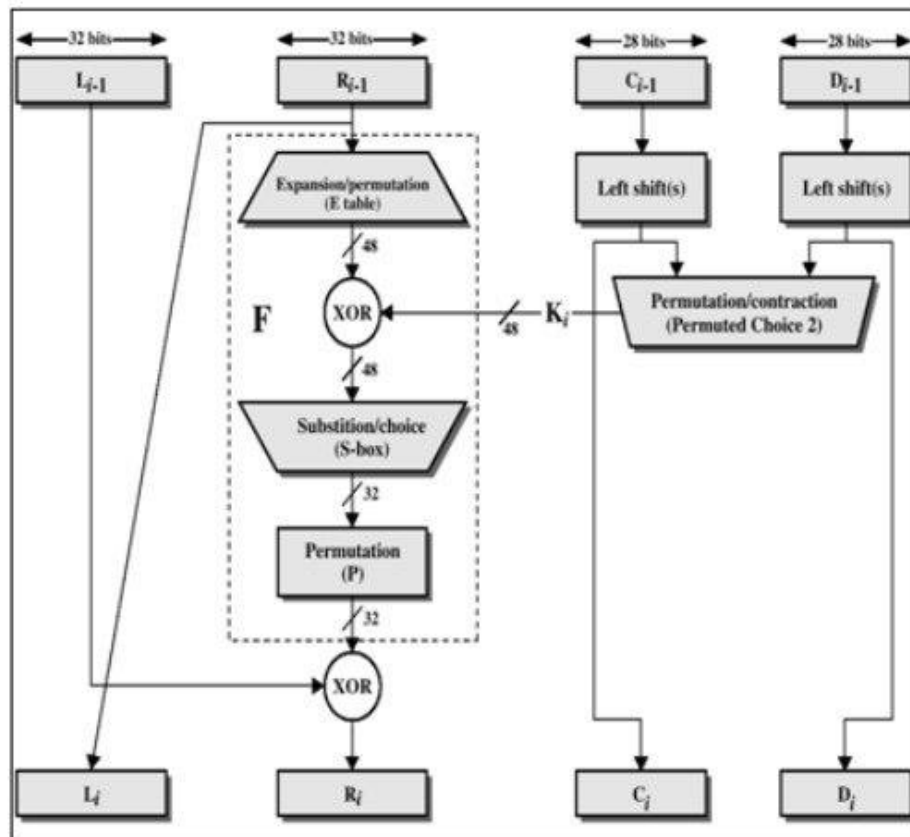 32 bits
32 bits
28 bits
28 bits
Li-1
Ri-1
Ci-1
Di-1
Expansion/permutation
(E table)
Left shift(s)
Left shift(s)
48
F
XOR
48
Ki
Permutation/contraction
(Permuted Choice 2)
48
Substition/choice
(S-box)
32
Permutation
(P)
32
XOR
Li
Ri
Ci
Di